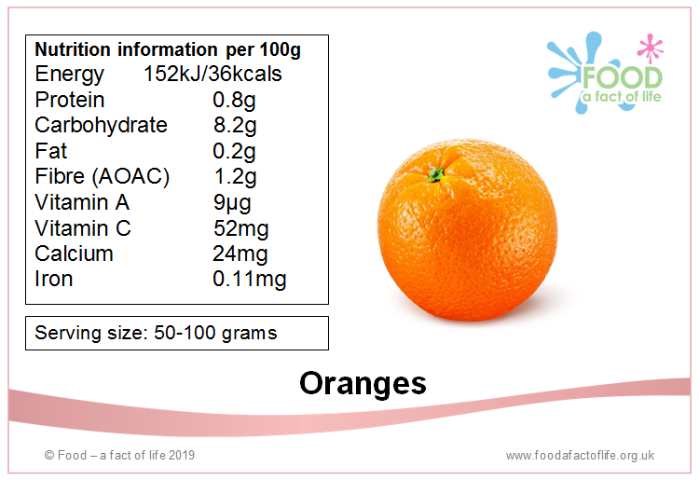 Nutrition information per 100g
Energy 152kJ/36kcals
Protein 0.8g
Carbohydrate 8.2g
Fat 0.2g
Fibre (AOAC) 1.2g
Vitamin A 9µg
Vitamin C 52mg
Calcium 24mg
Iron 0.11mg
Serving size: 50-100 grams
FOOD
a fact of life
Oranges
© Food – a fact of life 2019
www.foodafactoflife.org.uk